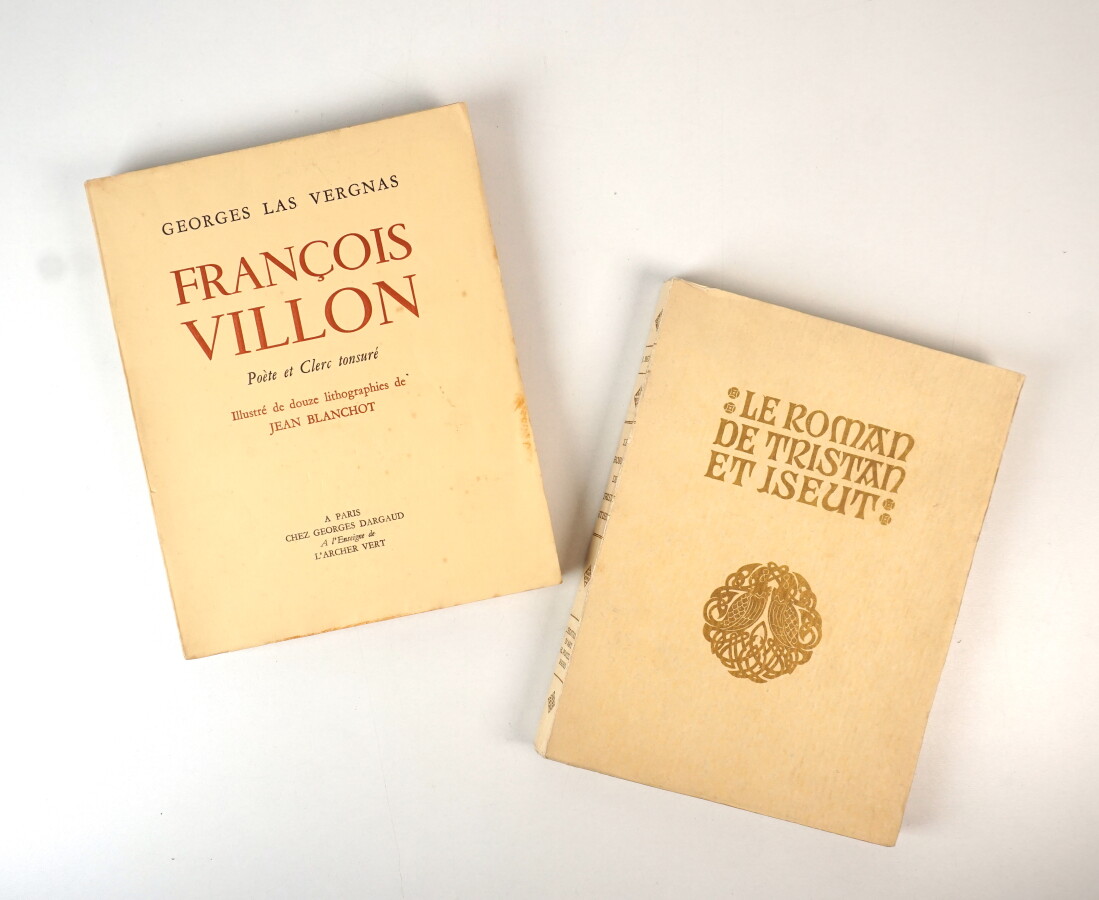 GEORGES LAS VERGNAS
FRANÇOIS
VILLON
Poète et Clerc tonsuré
Illustré de douze lithographies de
JEAN BLANCHOT
A PARIS
CHEZ GEORGES DARGAUD
A l'Enseigne de
L'ARCHER VERT
LE ROMAN
DE TRISTAN
ET ISEUT